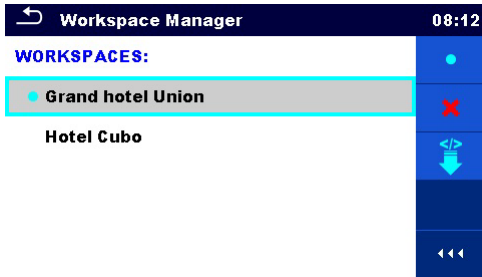 Workspace Manager
08:12
WORKSPACES:
Grand hotel Union
Hotel Cubo
</>